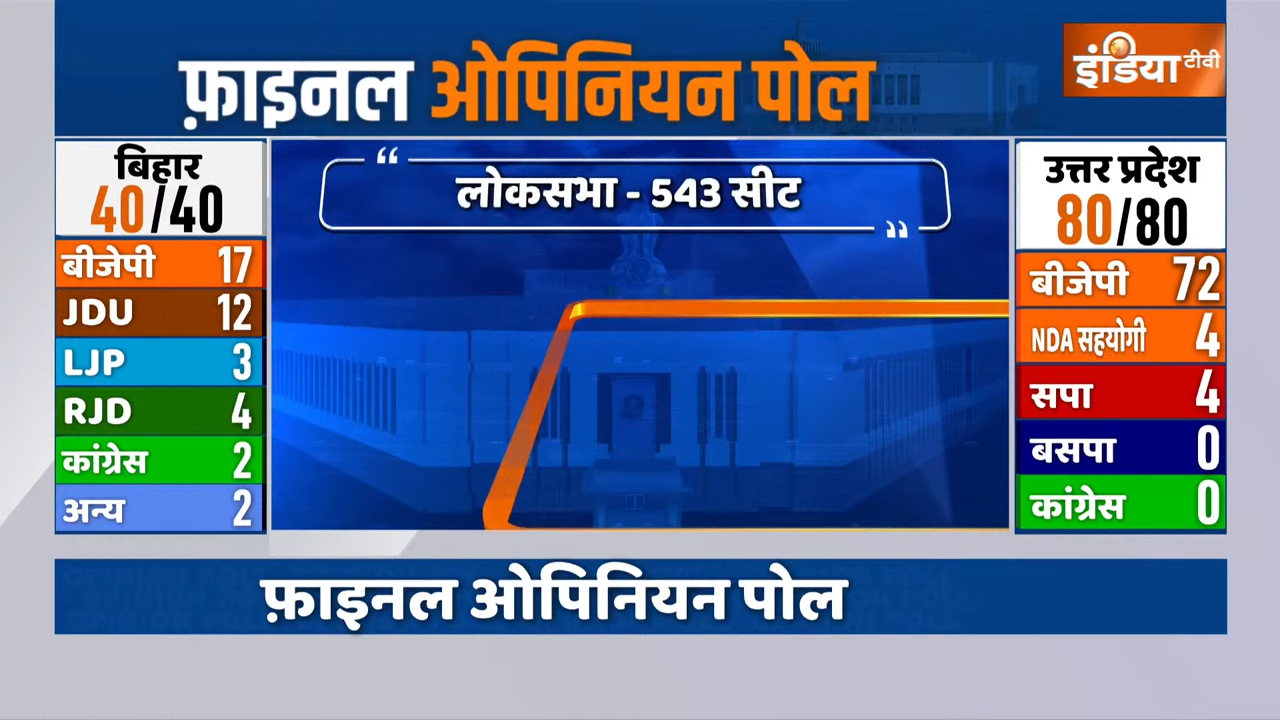 फ़ाइनल ओपिनियन पोल
इंडिया टीवी
बिहार
40/40
बीजेपी 17
JDU 12
LJP 3
RJD 4
कांग्रेस 2
अन्य 2
“
लोकसभा - 543 सीट
”
उत्तर प्रदेश
80/80
बीजेपी 72
NDA सहयोगी 4
सपा 4
बसपा 0
कांग्रेस 0
फ़ाइनल ओपिनियन पोल